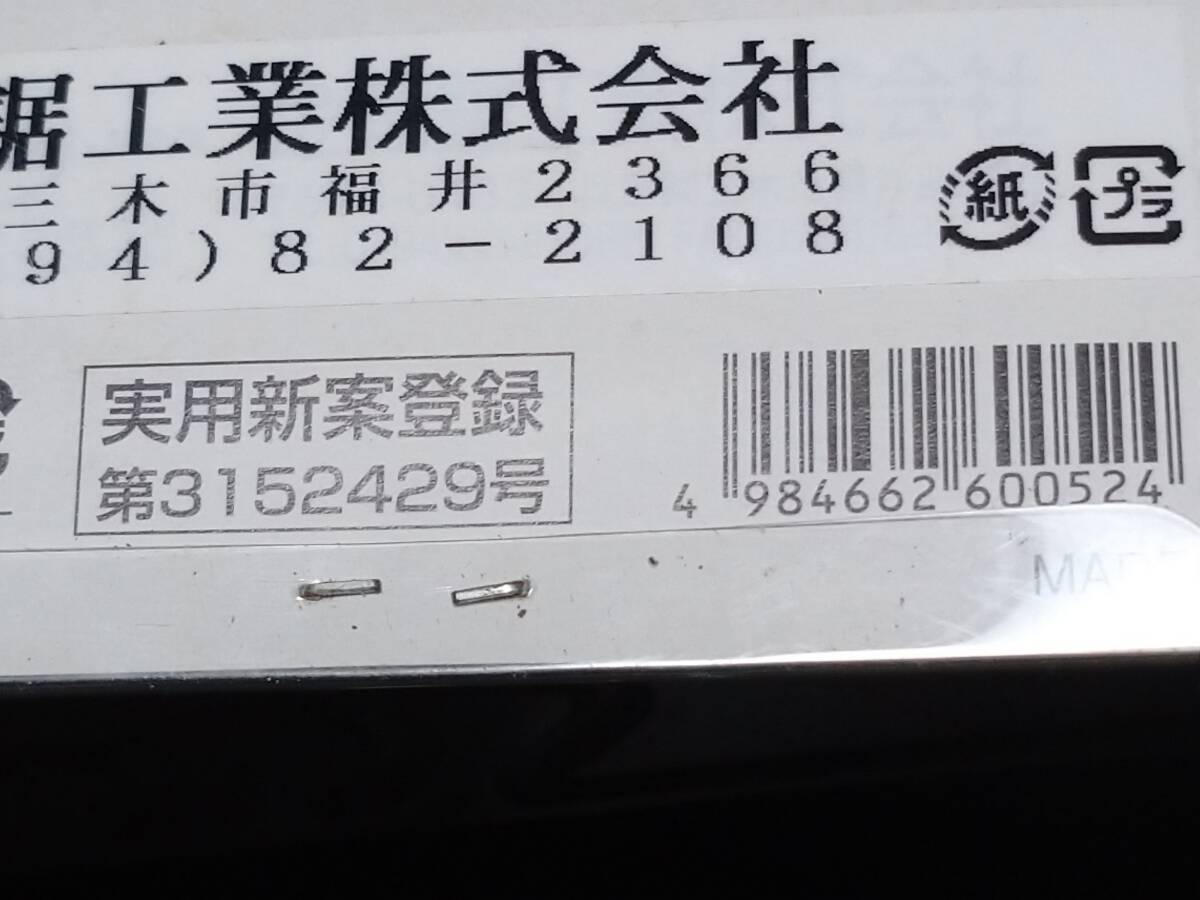 鋸工業株式会社
三木市福井2366
94)82-2108
紙
プラ
実用新案登録
第3152429号
4 984662 600524
MADE